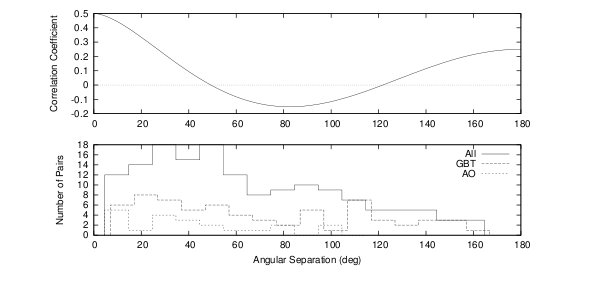 Correlation Coefficient
0.5
0.4
0.3
0.2
0.1
0
-0.1
-0.2
0 20 40 60 80 100 120 140 160 180
Number of Pairs
18
16
14
12
10
8
6
4
2
0
All
GBT
AO
0 20 40 60 80 100 120 140 160 180
Angular Separation (deg)